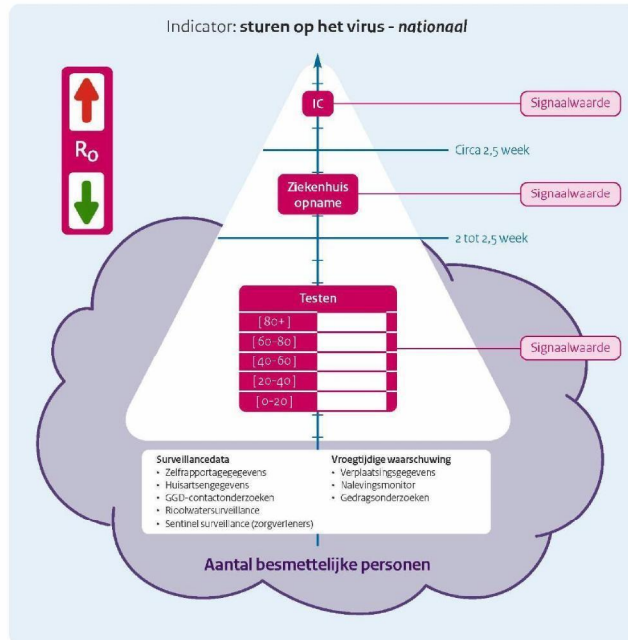 Indicator: sturen op het virus - nationaal
R0
IC
Signaalwaarde
Circa 2,5 week
Ziekenhuis
opname
Signaalwaarde
2 tot 2,5 week
Testen
[80+]
[60-80]
[40-60]
[20-40]
[0-20]
Signaalwaarde
Surveillancedata
• Zelfrapportagegegevens
• Huisartsengegevens
• GGD-contactonderzoeken
• Rioolwatersurveillance
• Sentinel surveillance (zorgverleners)
Vroegtijdige waarschuwing
• Verplaatsingsgegevens
• Nalevingsmonitor
• Gedragsonderzoeken
Aantal besmettelijke personen